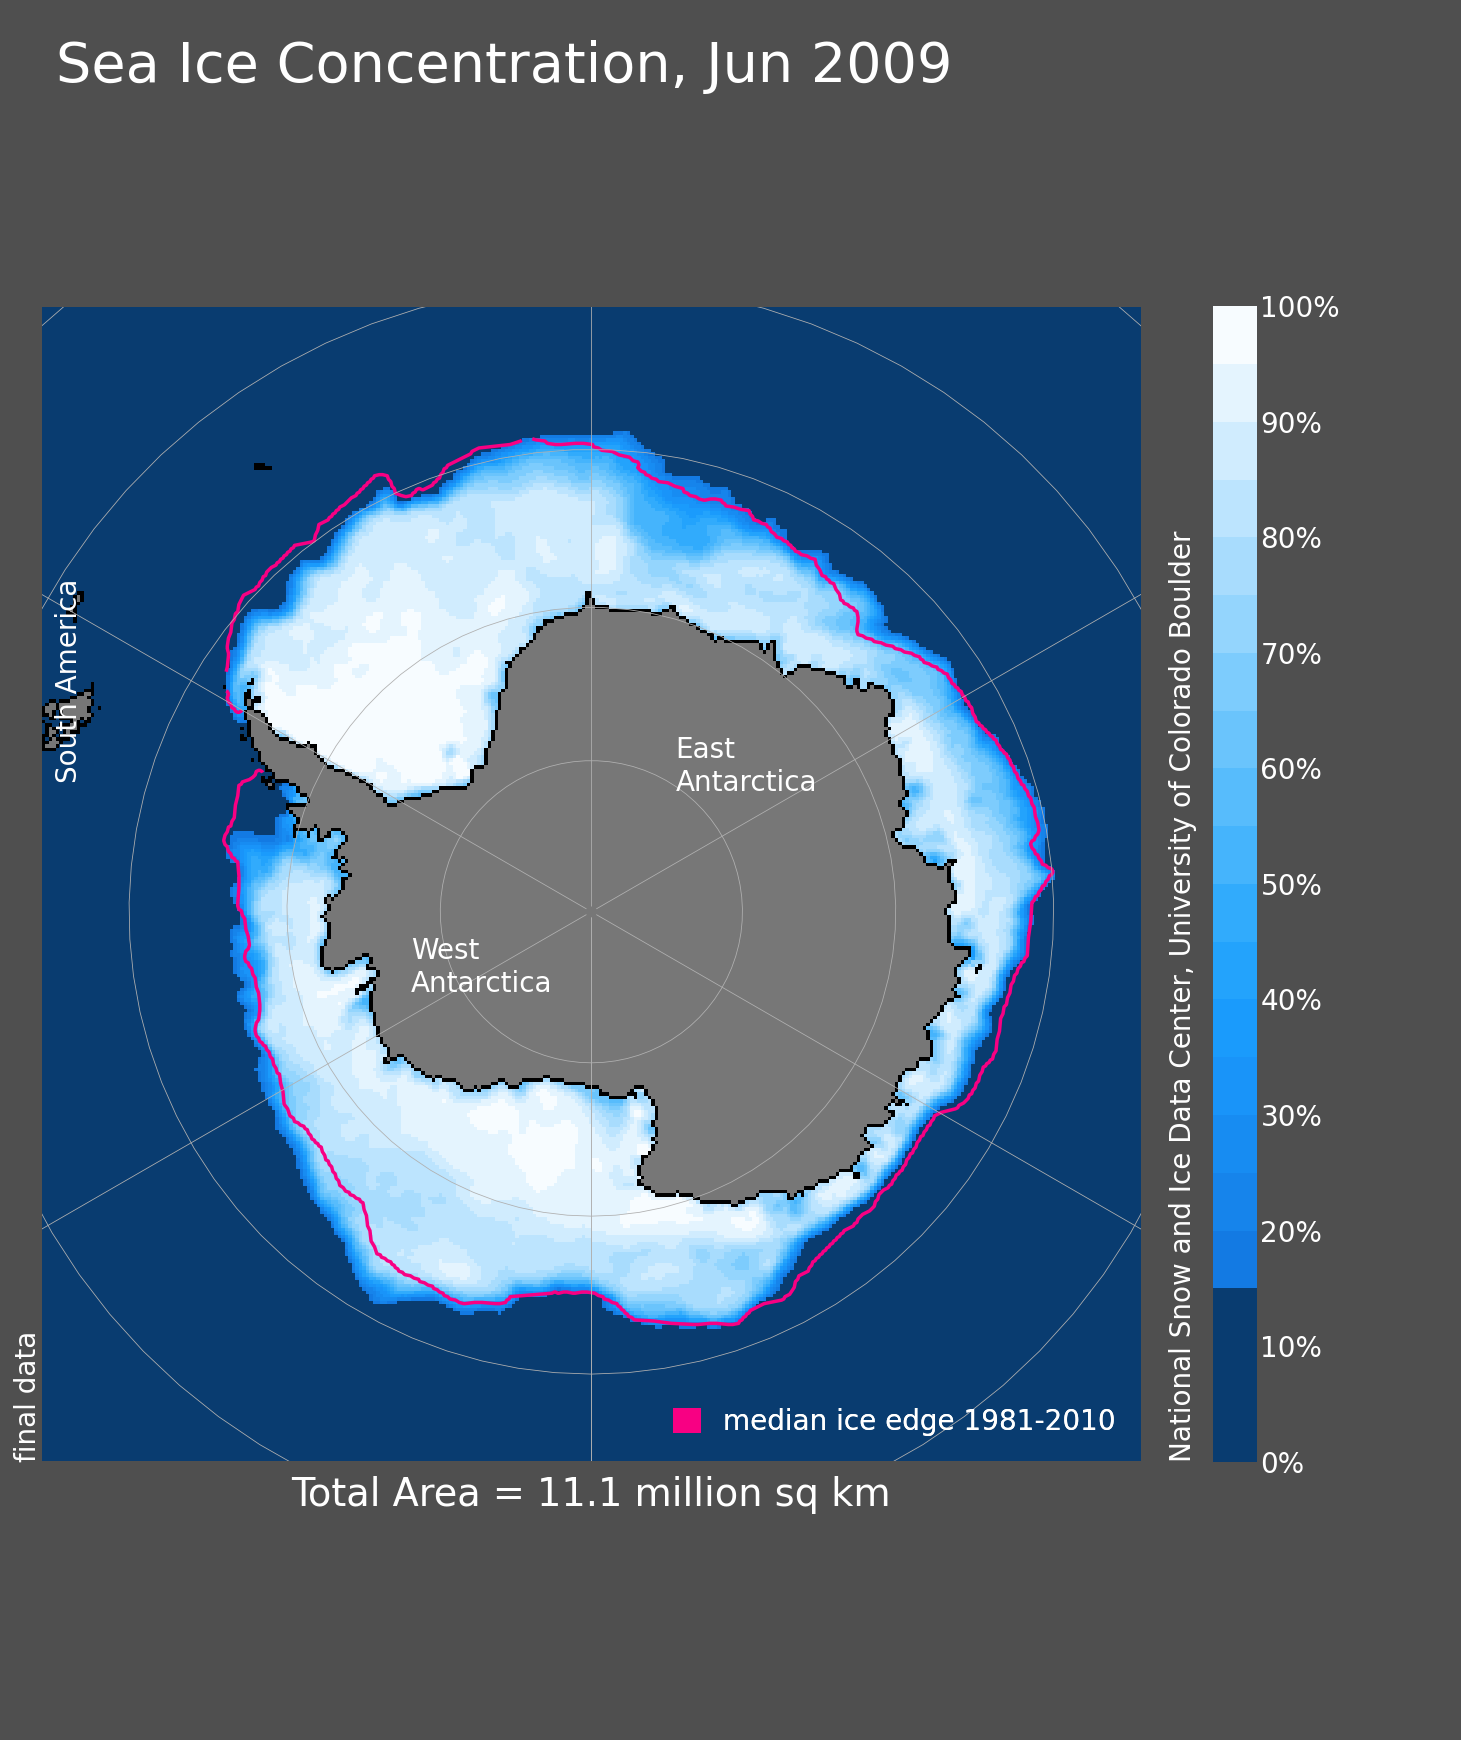 Sea Ice Concentration, Jun 2009
South America
East
Antarctica
West
Antarctica
median ice edge 1981-2010
final data
Total Area = 11.1 million sq km
National Snow and Ice Data Center, University of Colorado Boulder
100%
90%
80%
70%
60%
50%
40%
30%
20%
10%
0%